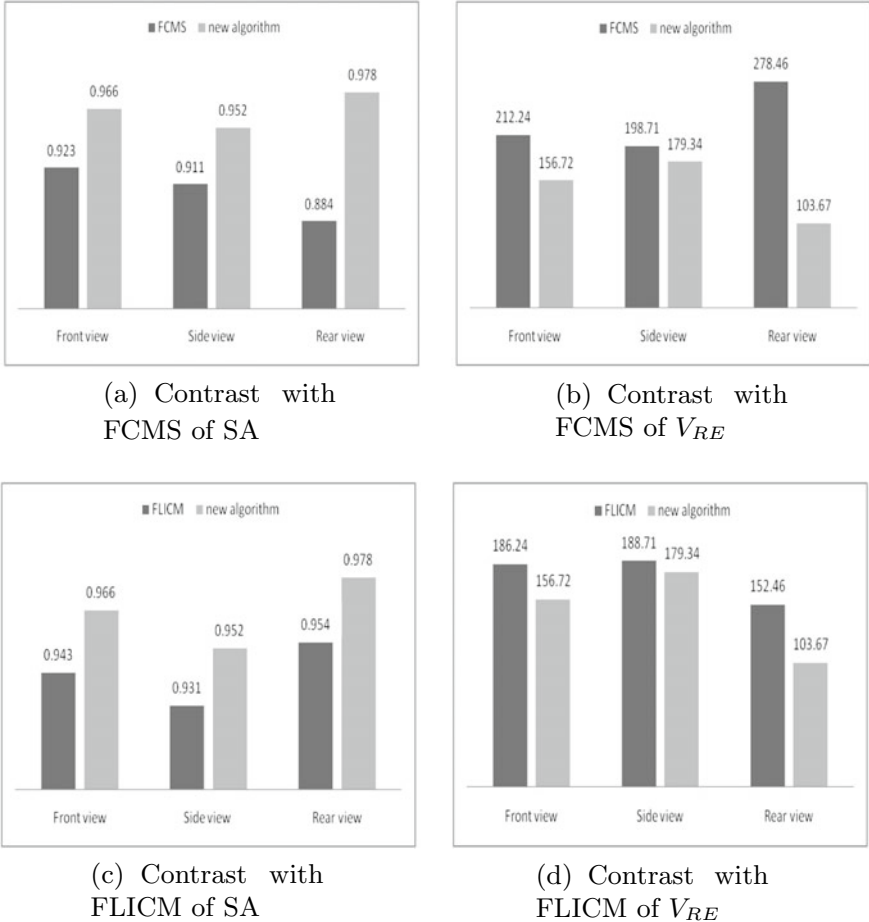 FCMS new algorithm
0.923 0.966 0.911 0.952 0.884 0.978
Front view Side view Rear view
(a) Contrast with
FCMS of SA
FCMS new algorithm
212.24 156.72 198.71 179.34 278.46 103.67
Front view Side view Rear view
(b) Contrast with
FCMS of V_{RE}
FLICM new algorithm
0.943 0.966 0.931 0.952 0.954 0.978
Front view Side view Rear view
(c) Contrast with
FLICM of SA
FLICM new algorithm
186.24 156.72 188.71 179.34 152.46 103.67
Front view Side view Rear view
(d) Contrast with
FLICM of V_{RE}